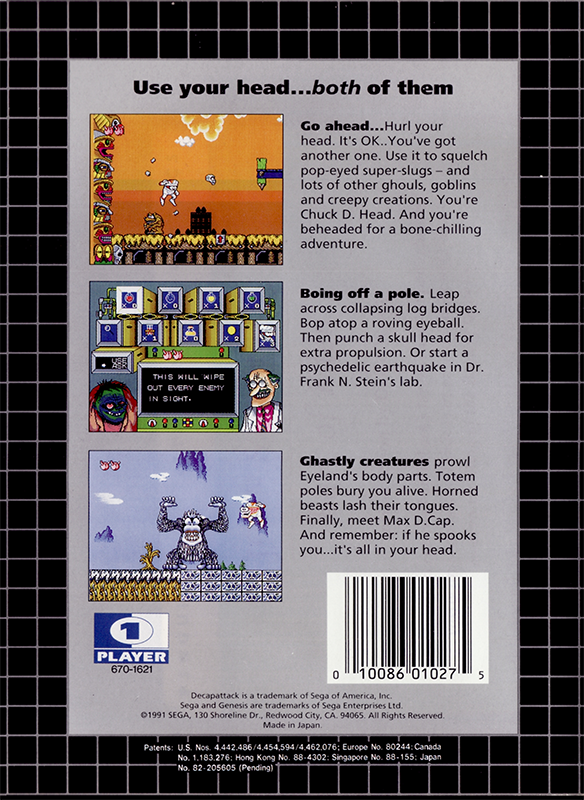 Use your head...both of them
Go ahead...Hurl your
head. It's OK..You've got
another one. Use it to squelch
pop-eyed super-slugs – and
lots of other ghouls, goblins
and creepy creations. You're
Chuck D. Head. And you're
beheaded for a bone-chilling
adventure.
Boing off a pole. Leap
across collapsing log bridges.
Bop atop a roving eyeball.
Then punch a skull head for
extra propulsion. Or start a
psychedelic earthquake in Dr.
Frank N. Stein's lab.
USE
ASK
THIS WILL WIPE
OUT EVERY ENEMY
IN SIGHT.
Ghastly creatures prowl
Eyeland's body parts. Totem
poles bury you alive. Horned
beasts lash their tongues.
Finally, meet Max D.Cap.
And remember: if he spooks
you...it's all in your head.
1
PLAYER
670-1621
0 10086 01027 5
Decapattack is a trademark of Sega of America, Inc.
Sega and Genesis are trademarks of Sega Enterprises Ltd.
©1991 SEGA, 130 Shoreline Dr., Redwood City, CA. 94065. All Rights Reserved.
Made in Japan.
Patents: U.S. Nos. 4,442,486/4,454,594/4,462,076; Europe No. 80244; Canada
No. 1,183,276; Hong Kong No. 88-4302; Singapore No. 88-155; Japan
No. 82-205605 (Pending)